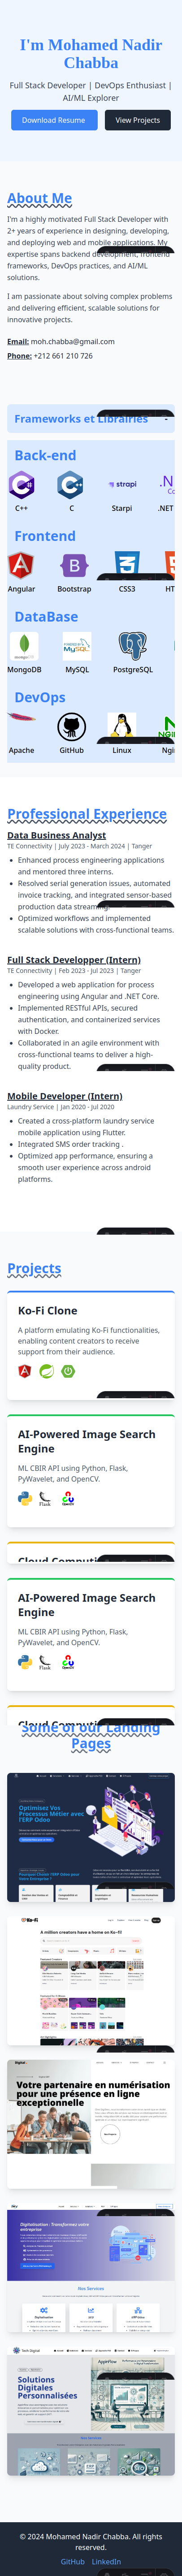 I'm Mohamed Nadir
Chabba
Full Stack Developer | DevOps Enthusiast |
AI/ML Explorer
Download Resume
View Projects
About Me
I'm a highly motivated Full Stack Developer with
2+ years of experience in designing, developing,
and deploying web and mobile applications. My
expertise spans backend development, frontend
frameworks, DevOps practices, and AI/ML
solutions.
I am passionate about solving complex problems
and delivering efficient, scalable solutions for
innovative projects.
Email: moh.chabba@gmail.com
Phone: +212 661 210 726
Frameworks et Librairies
Back-end
strapi
.N
Co
C++
C
Starpi
.NET
Frontend
Angular
Bootstrap
CSS3
HT
DataBase
MongoDB
MySQL
PostgreSQL
DevOps
Apache
GitHub
Linux
Ngin
Professional Experience
Data Business Analyst
TE Connectivity | July 2023 - March 2024 | Tanger
Enhanced process engineering applications
and mentored three interns.
Resolved serial generation issues, automated
invoice tracking, and integrated sensor-based
production data streaming.
Optimized workflows and implemented
scalable solutions with cross-functional teams.
Full Stack Developper (Intern)
TE Connectivity | Feb 2023 - Jul 2023 | Tanger
Developed a web application for process
engineering using Angular and .NET Core.
Implemented RESTful APIs, secured
authentication, and containerized services
with Docker.
Collaborated in an agile environment with
cross-functional teams to deliver a high-
quality product.
Mobile Developer (Intern)
Laundry Service | Jan 2020 - Jul 2020
Created a cross-platform laundry service
mobile application using Flutter.
Integrated SMS order tracking .
Optimized app performance, ensuring a
smooth user experience across android
platforms.
Projects
Ko-Fi Clone
A platform emulating Ko-Fi functionalities,
enabling content creators to receive
support from their audience.
AI-Powered Image Search
Engine
ML CBIR API using Python, Flask,
PyWavelet, and OpenCV.
Flask
OpenCV
Cloud Computi
AI-Powered Image Search
Engine
ML CBIR API using Python, Flask,
PyWavelet, and OpenCV.
Flask
OpenCV
Some of our Landing
Pages
Optimisez Vos
Processus Métier avec
l'ERP Odoo
Ko-Fi
A million creators have a home on Ko-Fi!
Digital
Votre partenaire en numérisation
pour une présence en ligne
exceptionnelle
Digitalisation - Transformez votre
entreprise
Nos Services
Tech Digital
Solutions
Digitales
Personnalisées
© 2024 Mohamed Nadir Chabba. All rights
reserved.
GitHub
LinkedIn